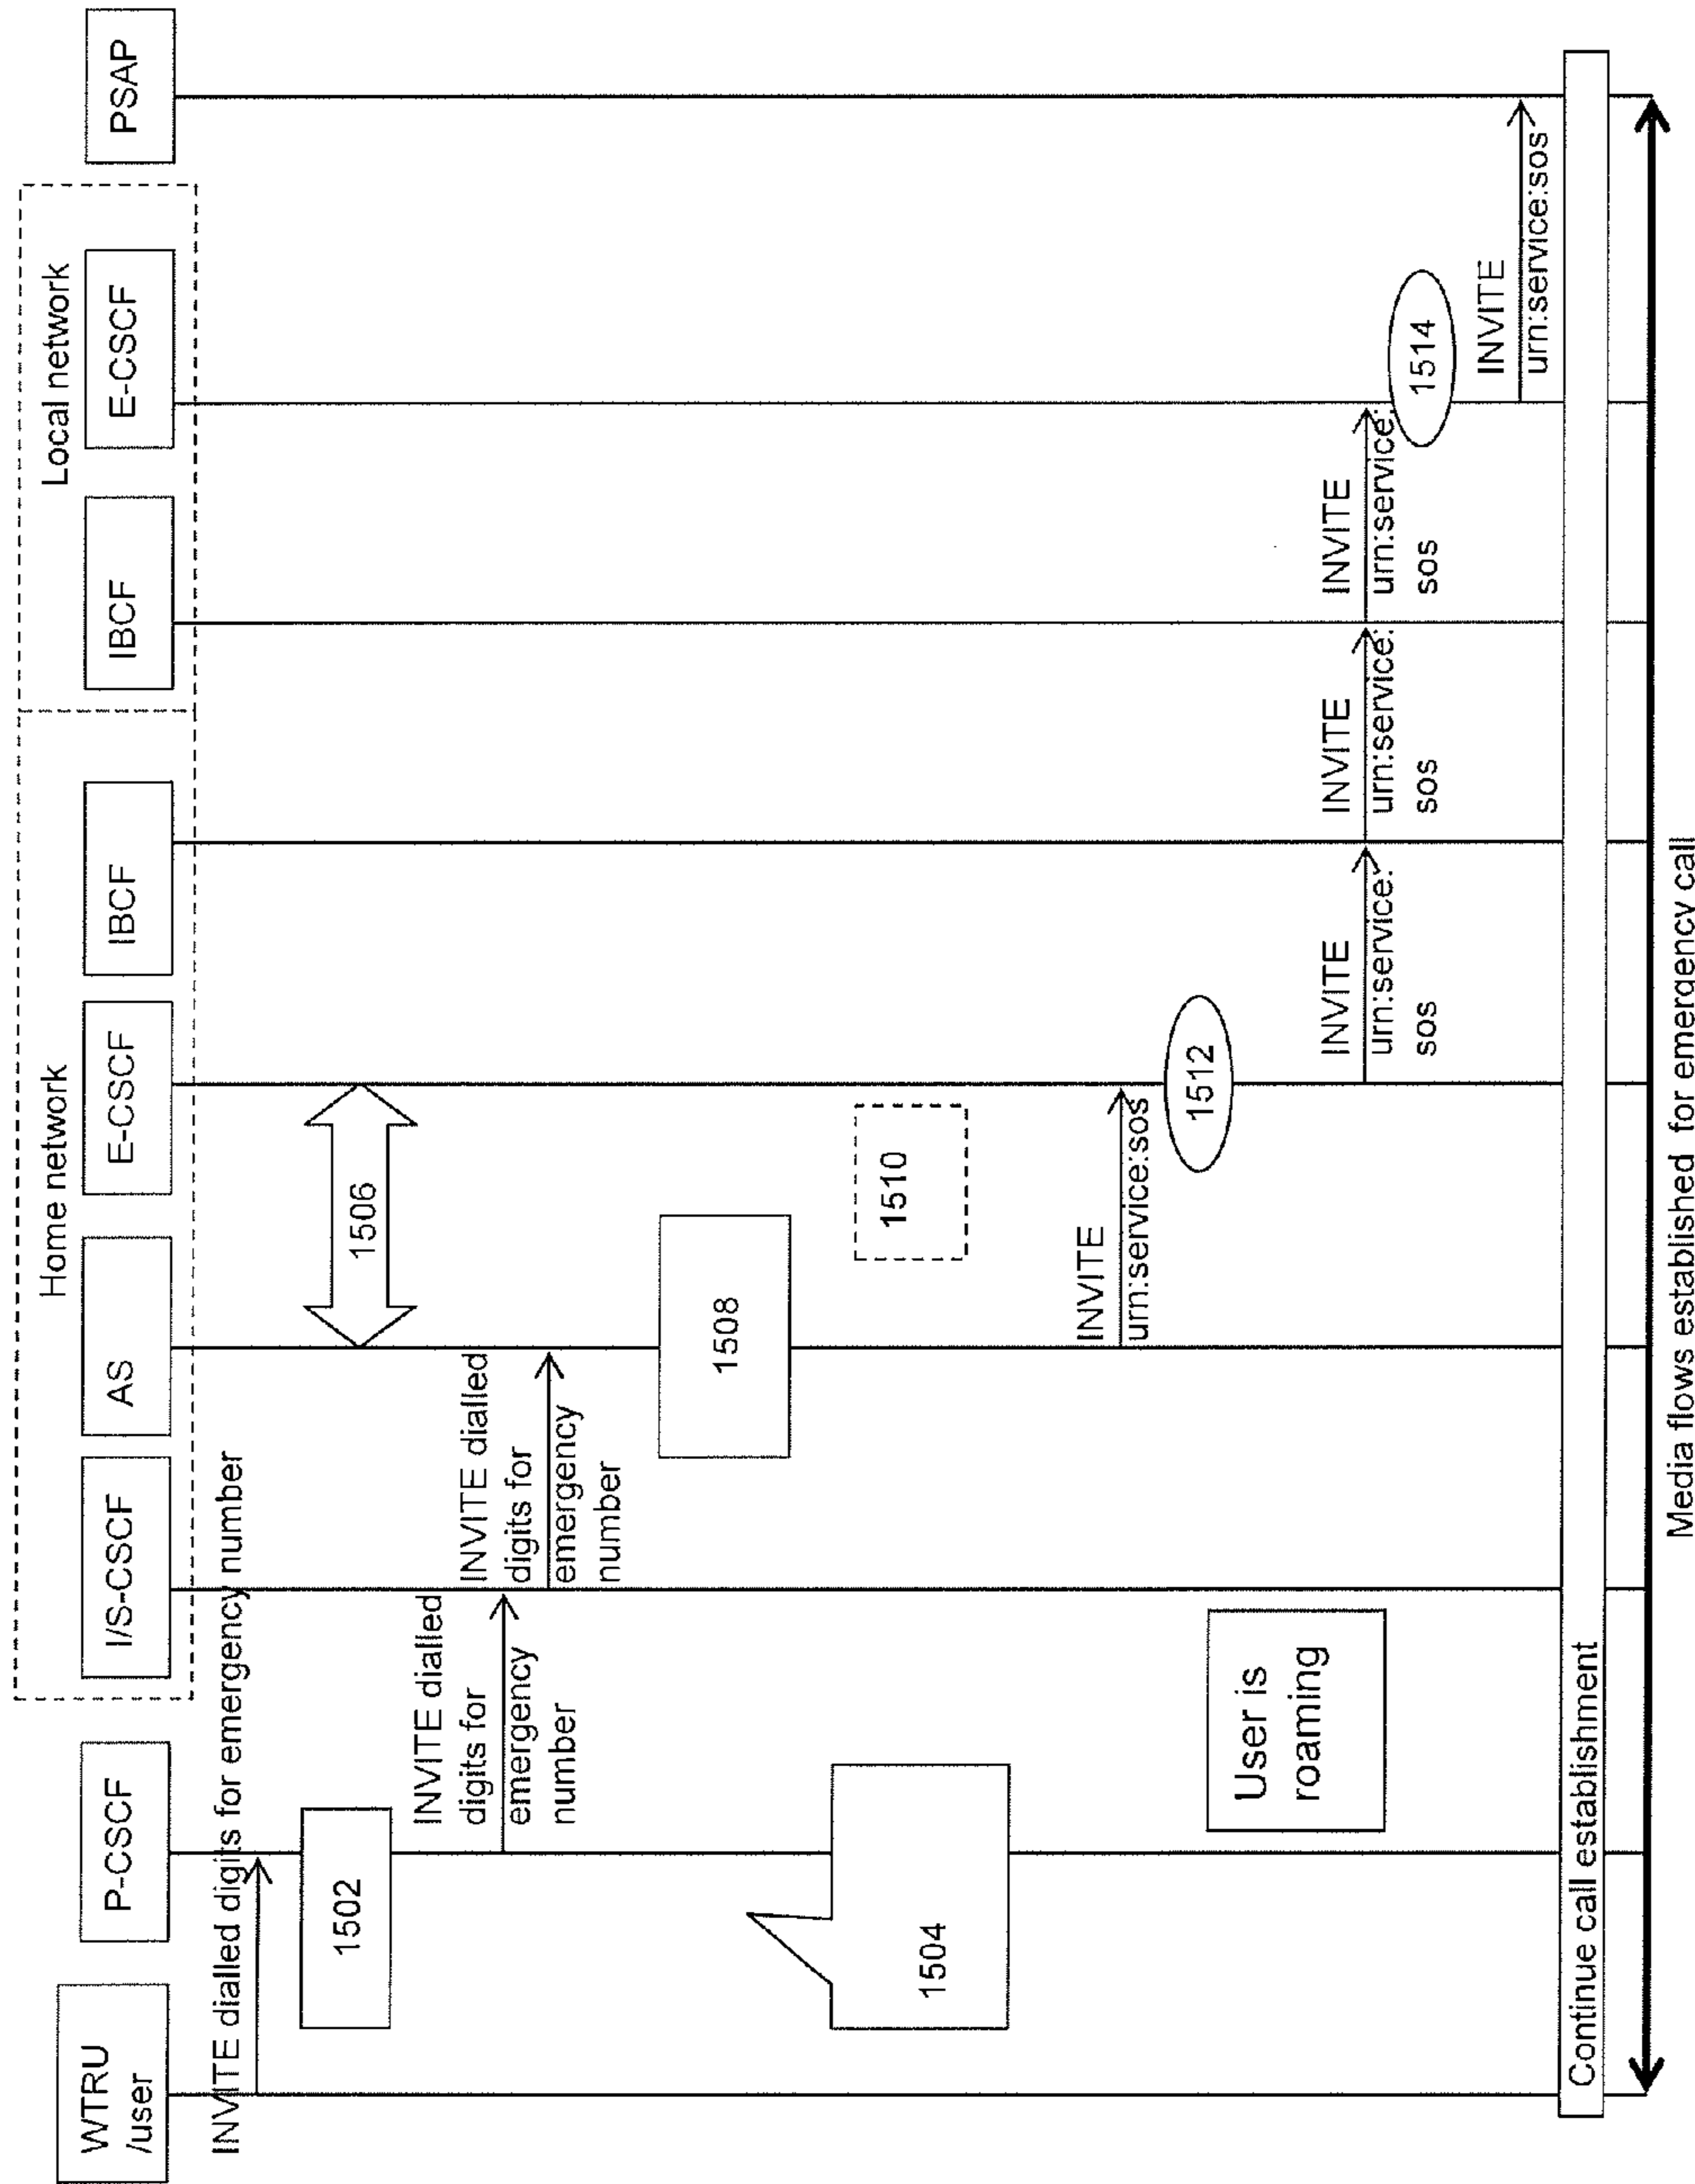 Home network
Local network
WTRU
/user
P-CSCF
I/S-CSCF
AS
E-CSCF
IBCF
IBCF
E-CSCF
PSAP
INVITE dialled digits for emergency number
1502
1506
INVITE dialled
digits for
emergency
number
INVITE dialled
digits for
emergency
number
1508
1504
1510
INVITE
urn:service:sos
1512
User is
roaming
INVITE
urn:service:
sos
INVITE
urn:service:
sos
INVITE
urn:service:
sos
1514
INVITE
urn:service:sos
Continue call establishment
Media flows established for emergency call